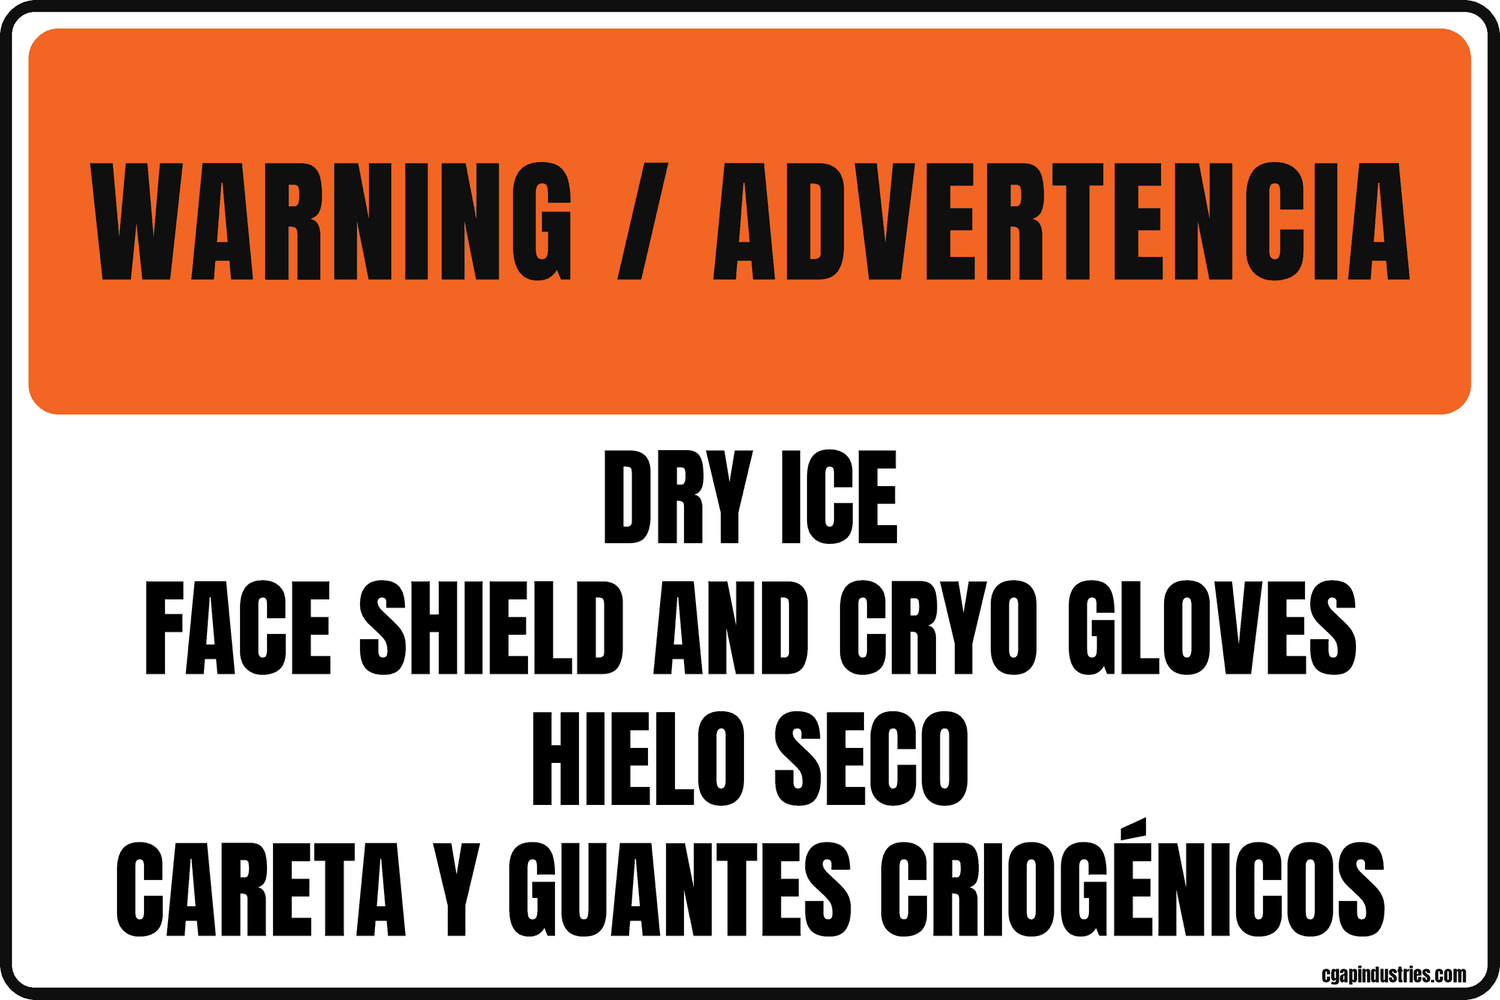 WARNING / ADVERTENCIA
DRY ICE
FACE SHIELD AND CRYO GLOVES
HIELO SECO
CARETA Y GUANTES CRIOGÉNICOS
cgapindustries.com